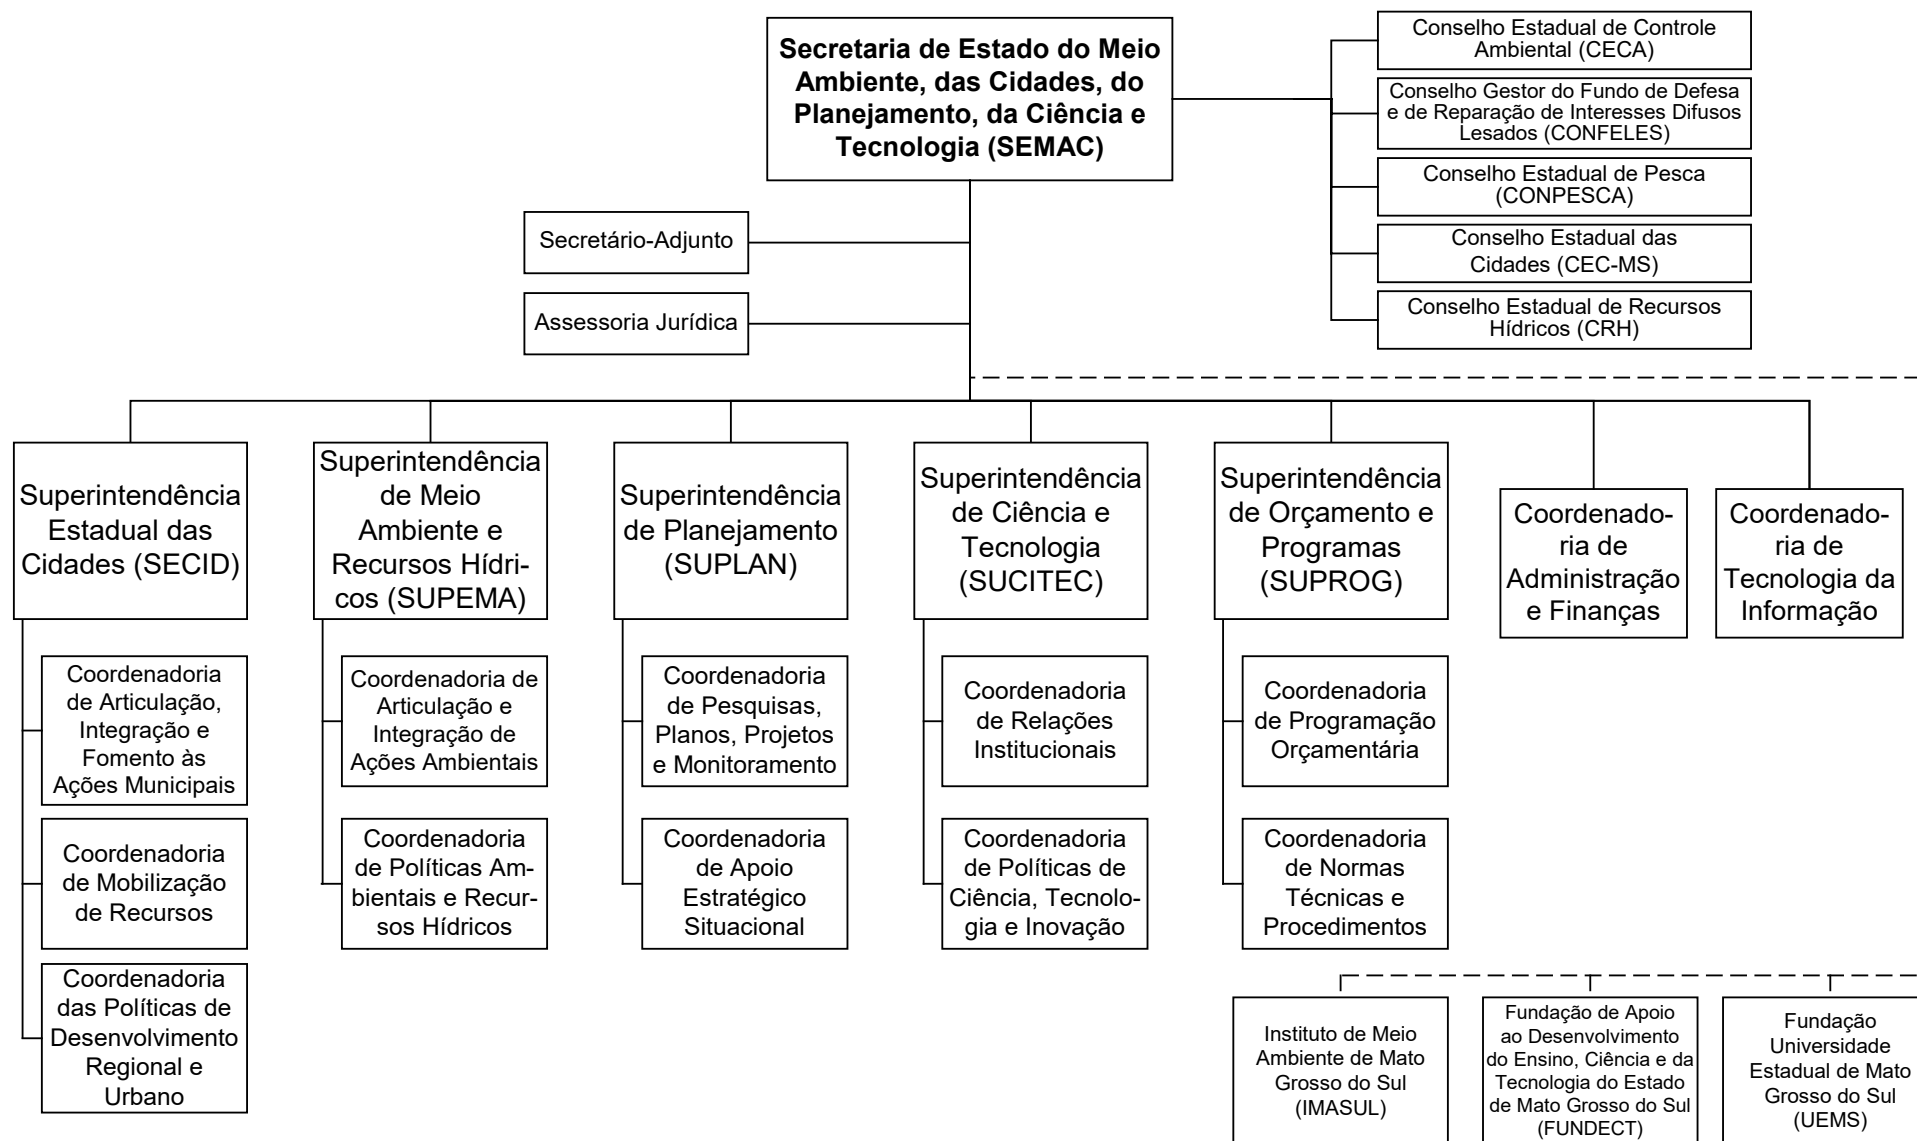 Secretaria de Estado do Meio
Ambiente, das Cidades, do
Planejamento, da Ciência e
Tecnologia (SEMAC)
Conselho Estadual de Controle
Ambiental (CECA)
Conselho Gestor do Fundo de Defesa
e de Reparação de Interesses Difusos
Lesados (CONFELES)
Conselho Estadual de Pesca
(CONPESCA)
Conselho Estadual das
Cidades (CEC-MS)
Conselho Estadual de Recursos
Hídricos (CRH)
Secretário-Adjunto
Assessoria Jurídica
Superintendência
Estadual das
Cidades (SECID)
Superintendência
de Meio
Ambiente e
Recursos Hídri-
cos (SUPEMA)
Superintendência
de Planejamento
(SUPLAN)
Superintendência
de Ciência e
Tecnologia
(SUCITEC)
Superintendência
de Orçamento e
Programas
(SUPROG)
Coordenado-
ria de
Administração
e Finanças
Coordenado-
ria de
Tecnologia da
Informação
Coordenadoria
de Articulação,
Integração e
Fomento às
Ações Municipais
Coordenadoria de
Articulação e
Integração de
Ações Ambientais
Coordenadoria
de Pesquisas,
Planos, Projetos
e Monitoramento
Coordenadoria
de Relações
Institucionais
Coordenadoria
de Programação
Orçamentária
Coordenadoria
de Mobilização
de Recursos
Coordenadoria
de Políticas Am-
bientais e Recur-
sos Hídricos
Coordenadoria
de Apoio
Estratégico
Situacional
Coordenadoria
de Políticas de
Ciência, Tecnolo-
gia e Inovação
Coordenadoria
de Normas
Técnicas e
Procedimentos
Coordenadoria
das Políticas de
Desenvolvimento
Regional e
Urbano
Instituto de Meio
Ambiente de Mato
Grosso do Sul
(IMASUL)
Fundação de Apoio
ao Desenvolvimento
do Ensino, Ciência e da
Tecnologia do Estado
de Mato Grosso do Sul
(FUNDECT)
Fundação
Universidade
Estadual de Mato
Grosso do Sul
(UEMS)